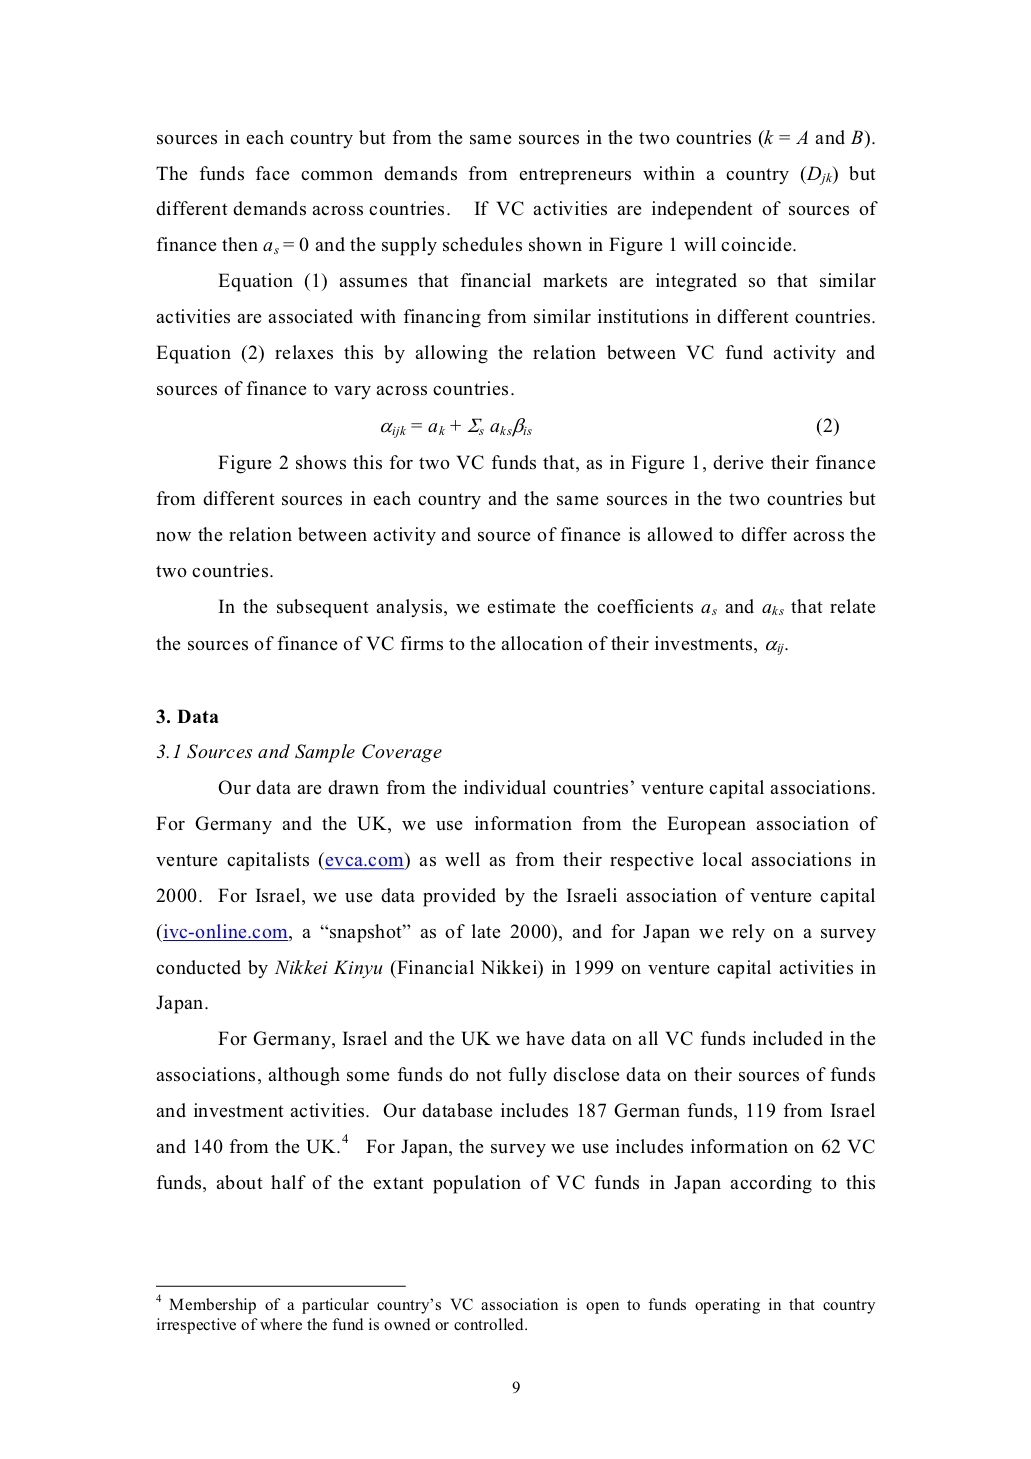 sources in each country but from the same sources in the two countries (k = A and B).
The funds face common demands from entrepreneurs within a country (Djk) but
different demands across countries. If VC activities are independent of sources of
finance then as = 0 and the supply schedules shown in Figure 1 will coincide.
Equation (1) assumes that financial markets are integrated so that similar
activities are associated with financing from similar institutions in different countries.
Equation (2) relaxes this by allowing the relation between VC fund activity and
sources of finance to vary across countries.
αijk = ak + Σs aksβis (2)
Figure 2 shows this for two VC funds that, as in Figure 1, derive their finance
from different sources in each country and the same sources in the two countries but
now the relation between activity and source of finance is allowed to differ across the
two countries.
In the subsequent analysis, we estimate the coefficients as and aks that relate
the sources of finance of VC firms to the allocation of their investments, αij.
3. Data
3.1 Sources and Sample Coverage
Our data are drawn from the individual countries’ venture capital associations.
For Germany and the UK, we use information from the European association of
venture capitalists (evca.com) as well as from their respective local associations in
2000. For Israel, we use data provided by the Israeli association of venture capital
(ivc-online.com, a “snapshot” as of late 2000), and for Japan we rely on a survey
conducted by Nikkei Kinyu (Financial Nikkei) in 1999 on venture capital activities in
Japan.
For Germany, Israel and the UK we have data on all VC funds included in the
associations, although some funds do not fully disclose data on their sources of funds
and investment activities. Our database includes 187 German funds, 119 from Israel
and 140 from the UK.4 For Japan, the survey we use includes information on 62 VC
funds, about half of the extant population of VC funds in Japan according to this
4 Membership of a particular country’s VC association is open to funds operating in that country
irrespective of where the fund is owned or controlled.
9